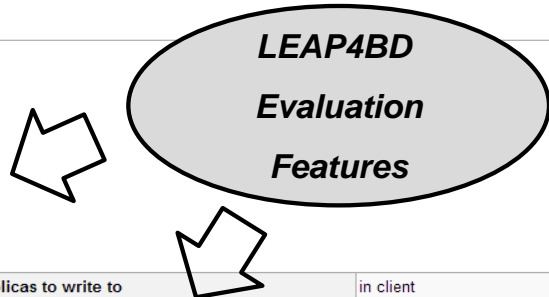 LEAP4BD
Evaluation
Features
licas to write to
in client